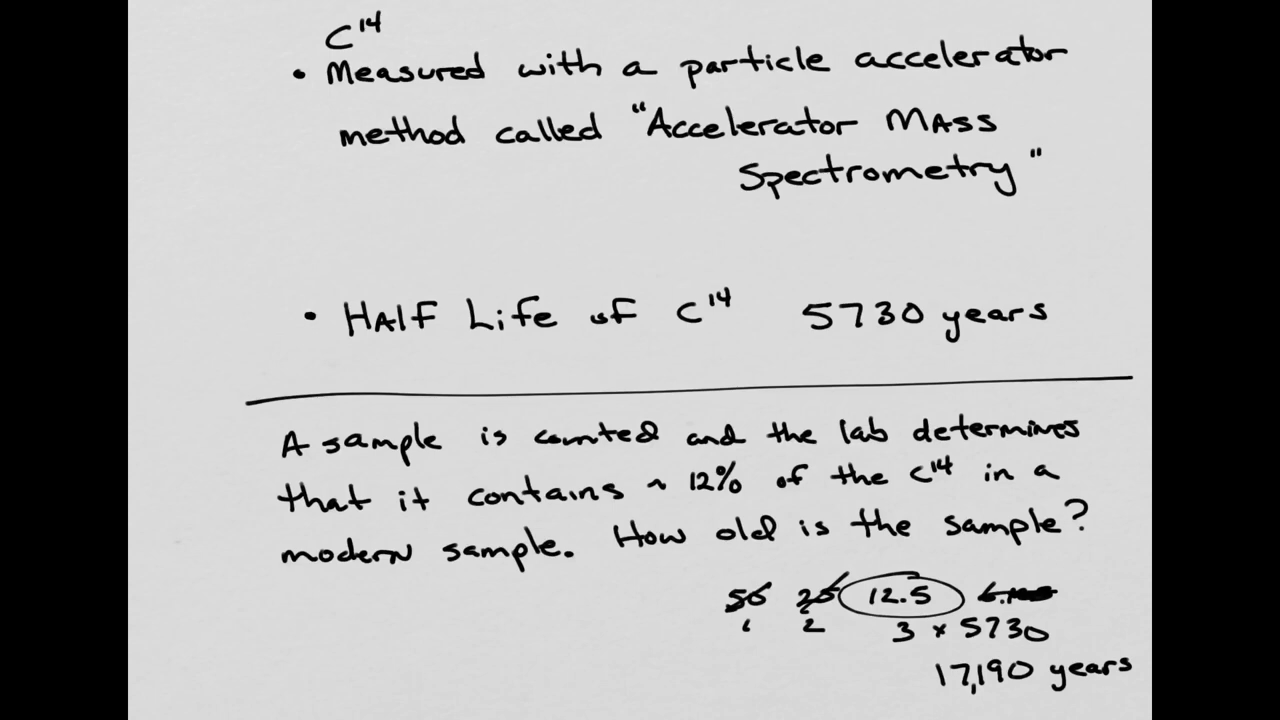 C¹⁴
• Measured with a particle accelerator
method called "Accelerator MAss
Spectrometry"
• HAlf Life of C¹⁴ 5730 years
A sample is counted and the lab determines
that it contains ~ 12% of the C¹⁴ in a
modern sample. How old is the sample?
50 25 12.5
1 2 3 × 5730
17,190 years